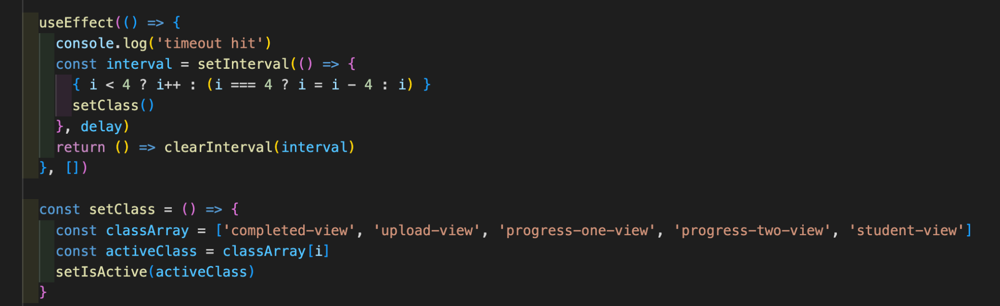 useEffect(() => {
console.log('timeout hit')
const interval = setInterval(() => {
{ i < 4 ? i++ : (i === 4 ? i = i - 4 : i) }
setClass()
}, delay)
return () => clearInterval(interval)
}, [])
const setClass = () => {
const classArray = ['completed-view', 'upload-view', 'progress-one-view', 'progress-two-view', 'student-view']
const activeClass = classArray[i]
setIsActive(activeClass)
}